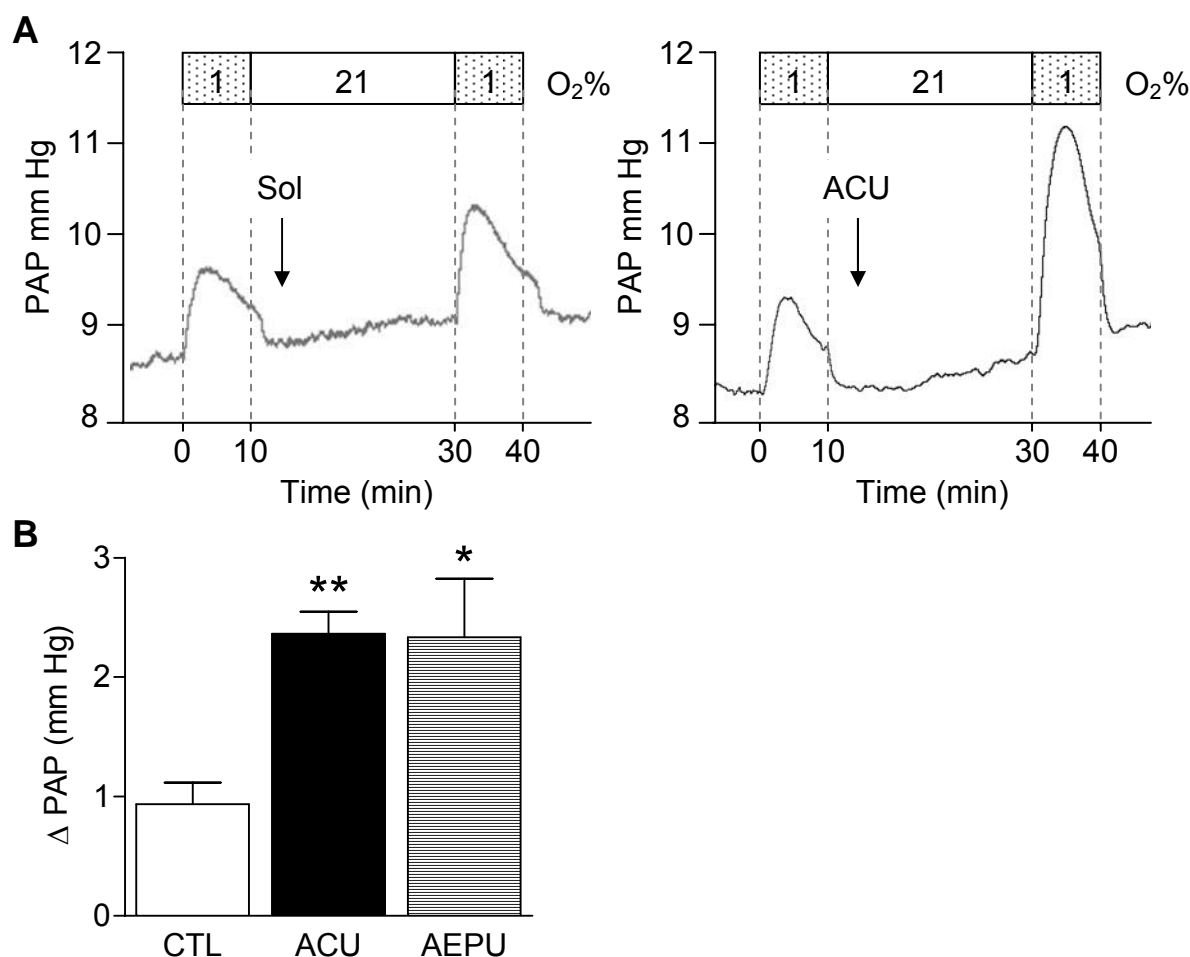 A
12
11
10
9
8
PAP mm Hg
1 21 1 O₂%
Sol
0 10 30 40
Time (min)
12
11
10
9
8
PAP mm Hg
1 21 1 O₂%
ACU
0 10 30 40
Time (min)
B
3
2
1
0
Δ PAP (mm Hg)
** *
CTL ACU AEPU